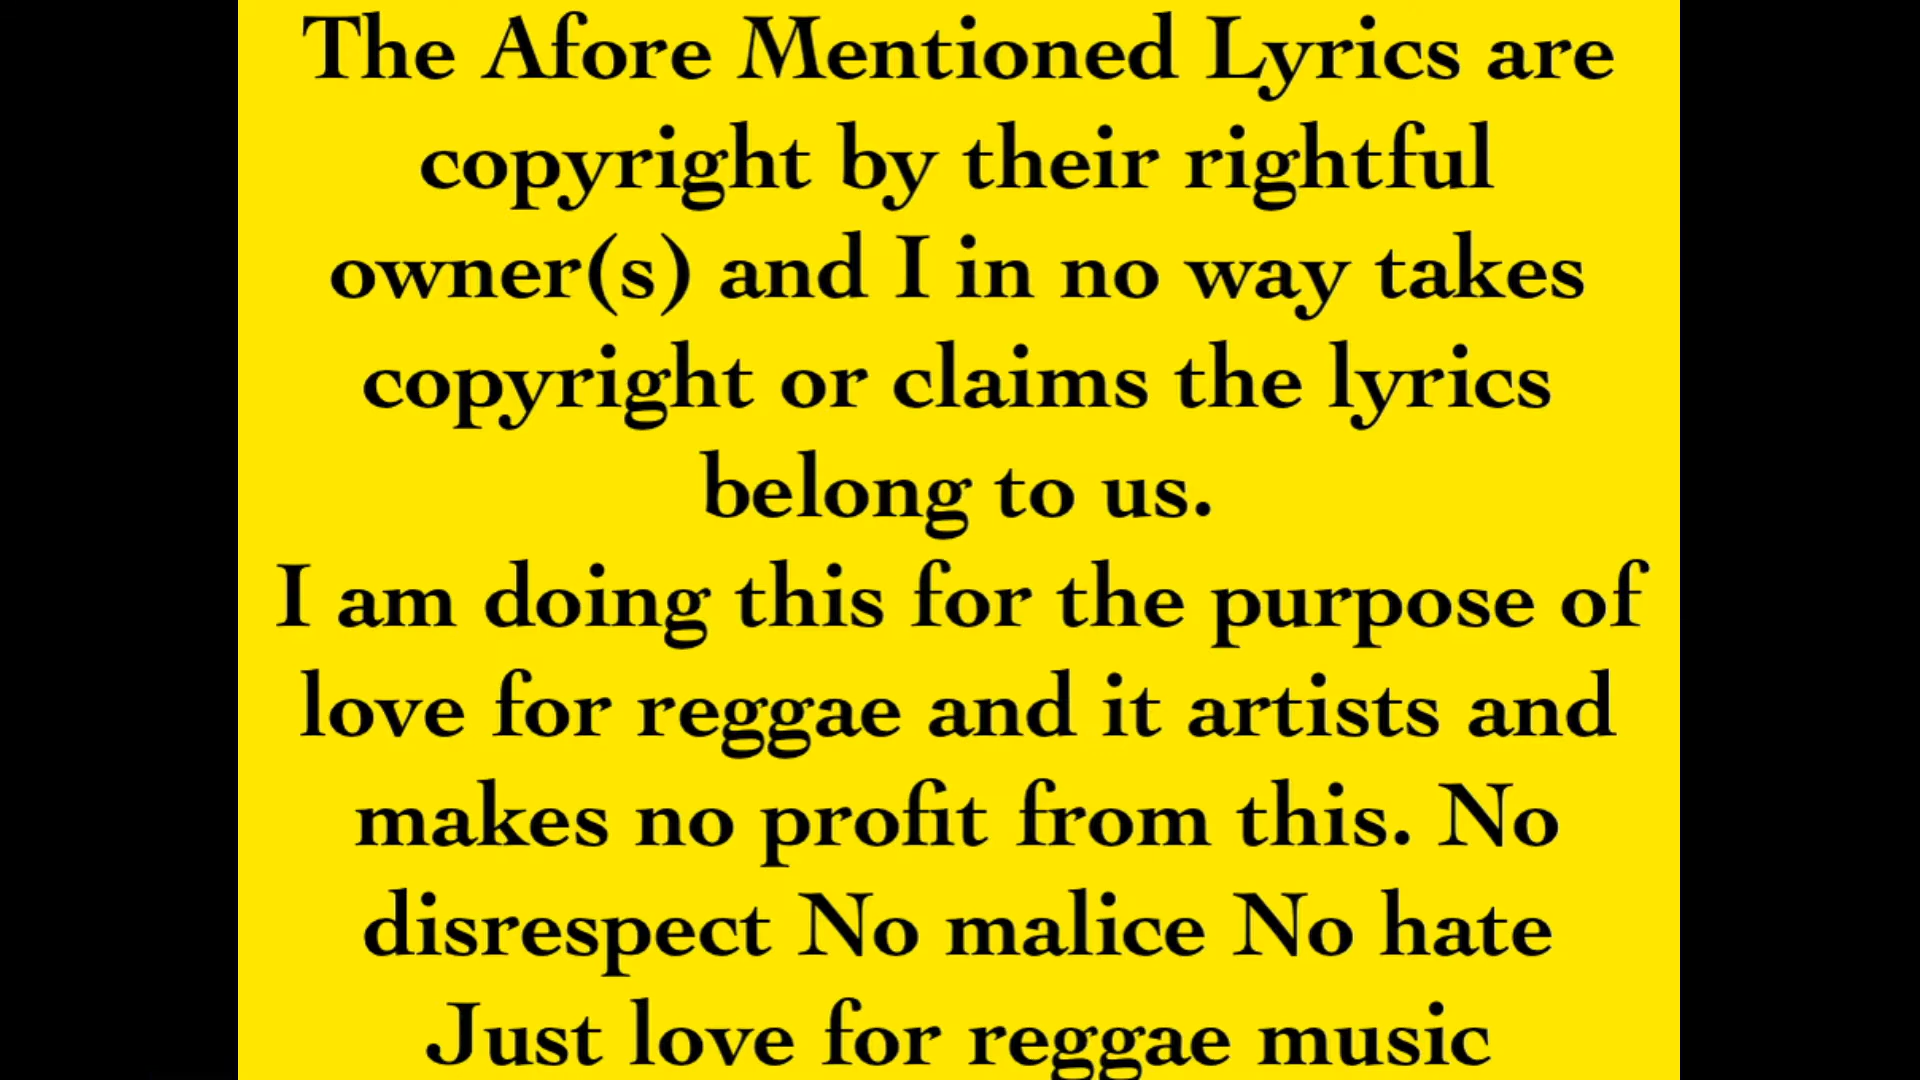 The Afore Mentioned Lyrics are
copyright by their rightful
owner(s) and I in no way takes
copyright or claims the lyrics
belong to us.
I am doing this for the purpose of
love for reggae and it artists and
makes no profit from this. No
disrespect No malice No hate
Just love for reggae music